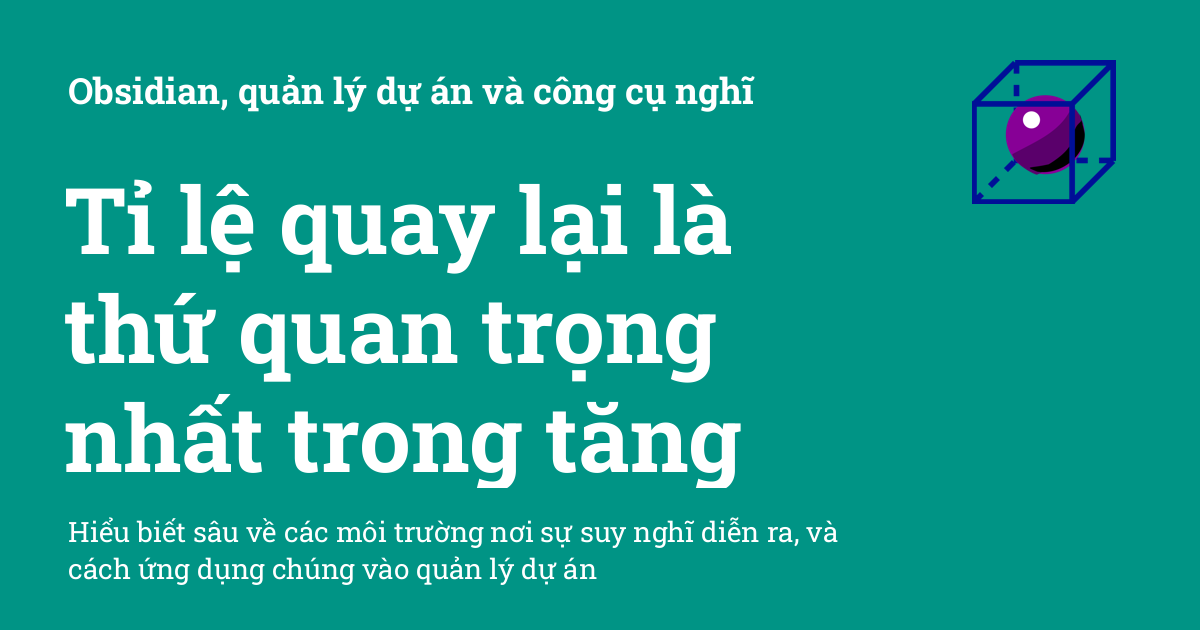 Obsidian, quản lý dự án và công cụ nghĩ
Tỉ lệ quay lại là
thứ quan trọng
nhất trong tăng
Hiểu biết sâu về các môi trường nơi sự suy nghĩ diễn ra, và
cách ứng dụng chúng vào quản lý dự án